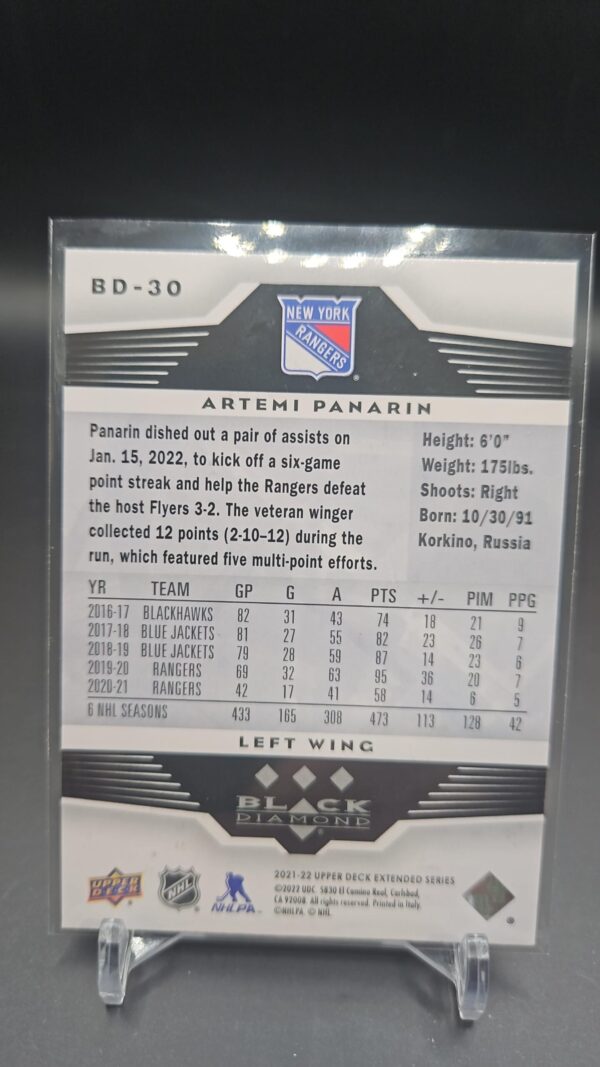 BD-30
NEW YORK
RANGERS
ARTEMI PANARIN
Panarin dished out a pair of assists on
Jan. 15, 2022, to kick off a six-game
point streak and help the Rangers defeat
the host Flyers 3-2. The veteran winger
collected 12 points (2-10–12) during the
run, which featured five multi-point efforts.
Height: 6'0"
Weight: 175lbs.
Shoots: Right
Born: 10/30/91
Korkino, Russia
YR TEAM GP G A PTS +/- PIM PPG
2016-17 BLACKHAWKS 82 31 43 74 18 21 9
2017-18 BLUE JACKETS 81 27 55 82 23 26 7
2018-19 BLUE JACKETS 79 28 59 87 14 23 6
2019-20 RANGERS 69 32 63 95 36 20 7
2020-21 RANGERS 42 17 41 58 14 6 5
6 NHL SEASONS 433 165 308 473 113 128 42
LEFT WING
BLACK
DIAMOND
UPPER
DECK
NHL
NHLPA
2021-22 UPPER DECK EXTENDED SERIES
©2022 UDC 5830 El Camino Real, Carlsbad,
CA 92008. All rights reserved. Printed in Italy.
©NHLPA ©NHL